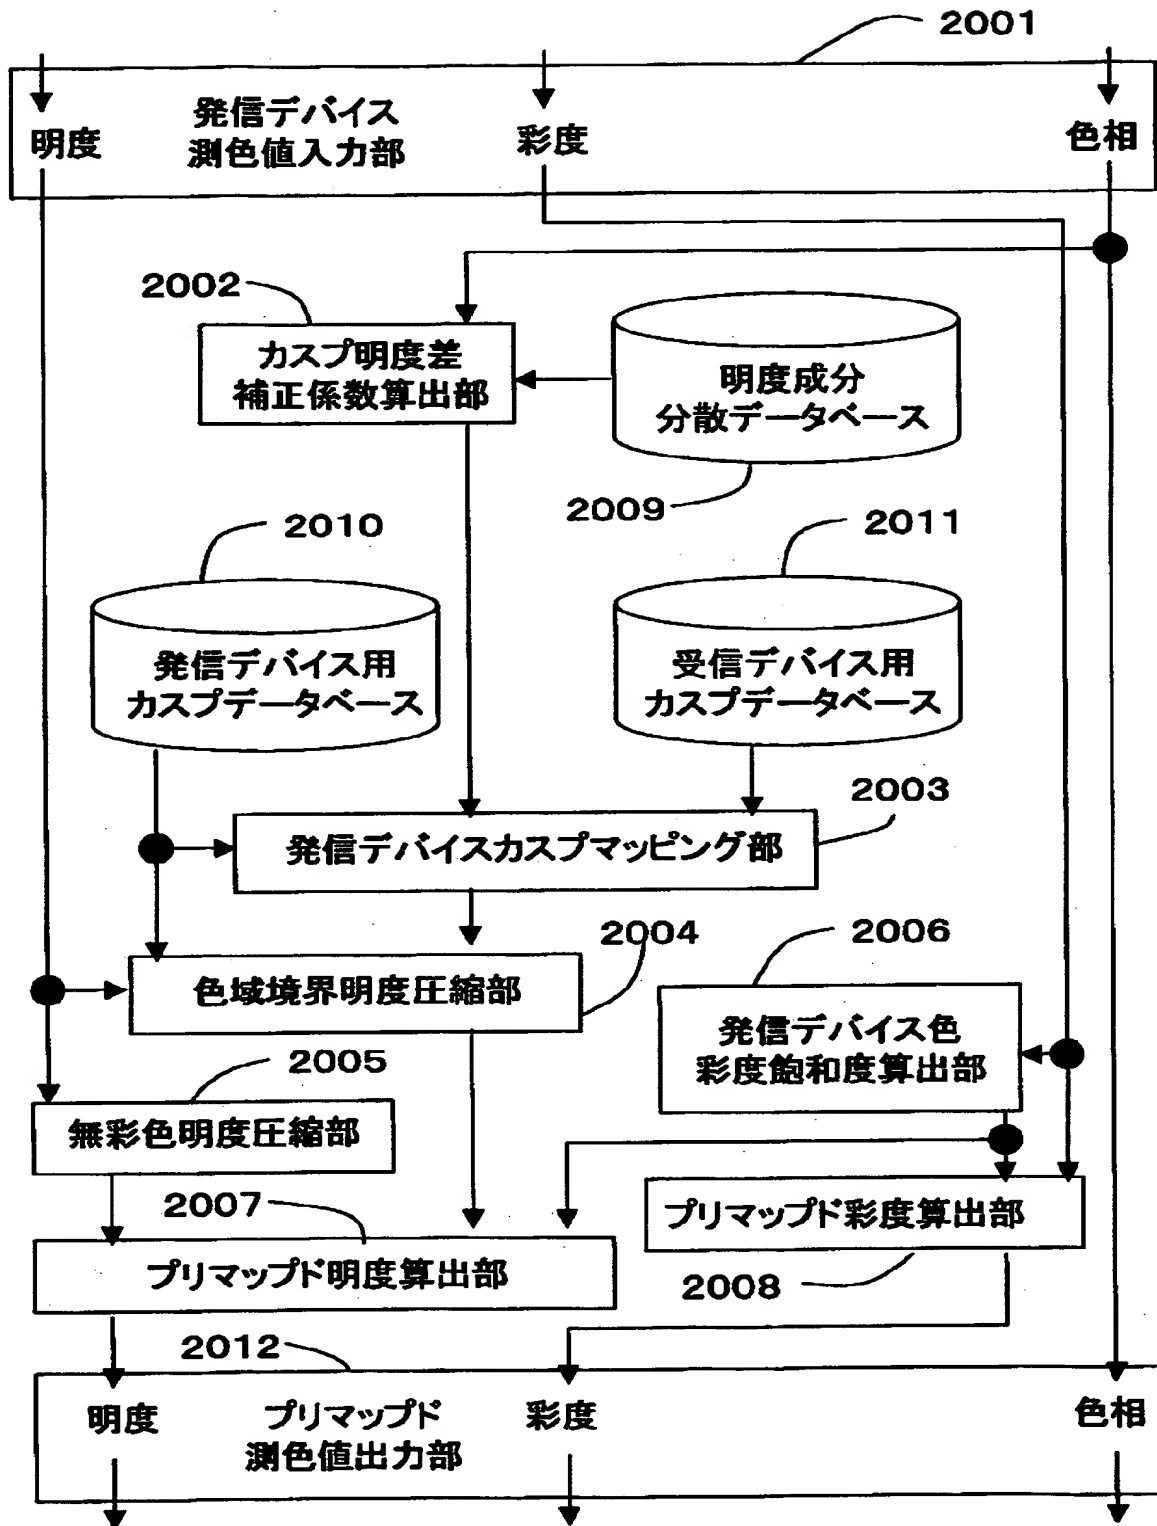 2001
明度
発信デバイス
測色値入力部
彩度
色相
2002
カスプ明度差
補正係数算出部
明度成分
分散データベース
2009
2010
2011
発信デバイス用
カスプデータベース
受信デバイス用
カスプデータベース
2003
発信デバイスカスプマッピング部
2004
2006
色域境界明度圧縮部
発信デバイス色
彩度飽和度算出部
2005
無彩色明度圧縮部
2007
プリマップド彩度算出部
プリマップド明度算出部
2008
2012
明度
プリマップド
測色値出力部
彩度
色相